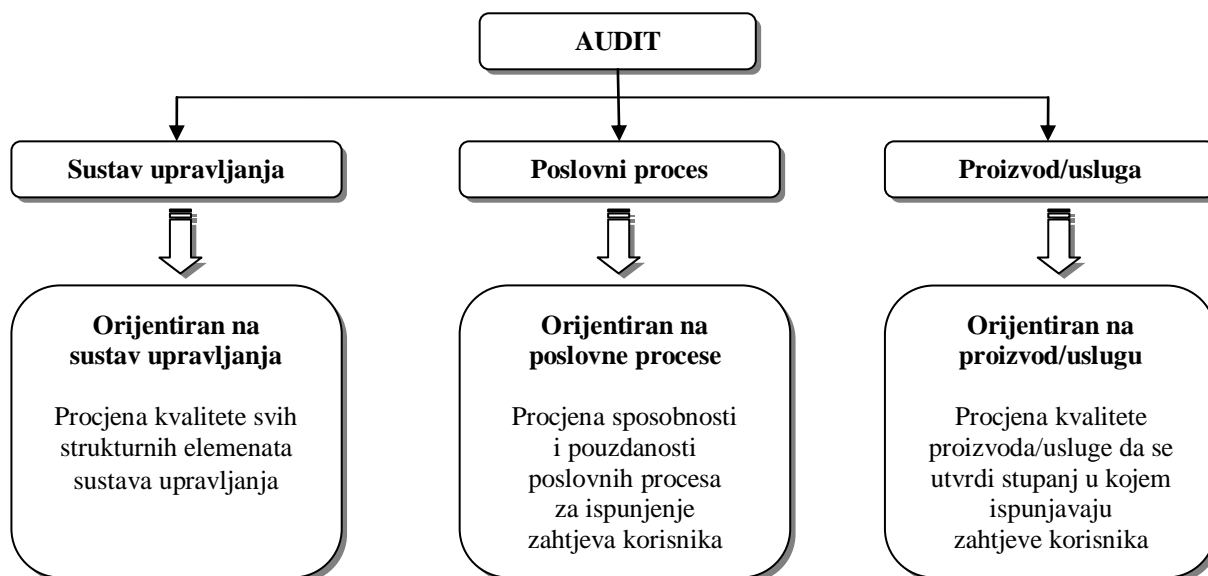 AUDIT
Sustav upravljanja
Poslovni proces
Proizvod/usluga
Orijentiran na
sustav upravljanja
Procjena kvalitete svih
strukturnih elemenata
sustava upravljanja
Orijentiran na
poslovne procese
Procjena sposobnosti
i pouzdanosti
poslovnih procesa
za ispunjenje
zahtjeva korisnika
Orijentiran na
proizvod/uslugu
Procjena kvalitete
proizvoda/usluge da se
utvrdi stupanj u kojem
ispunjavaju
zahtjeve korisnika